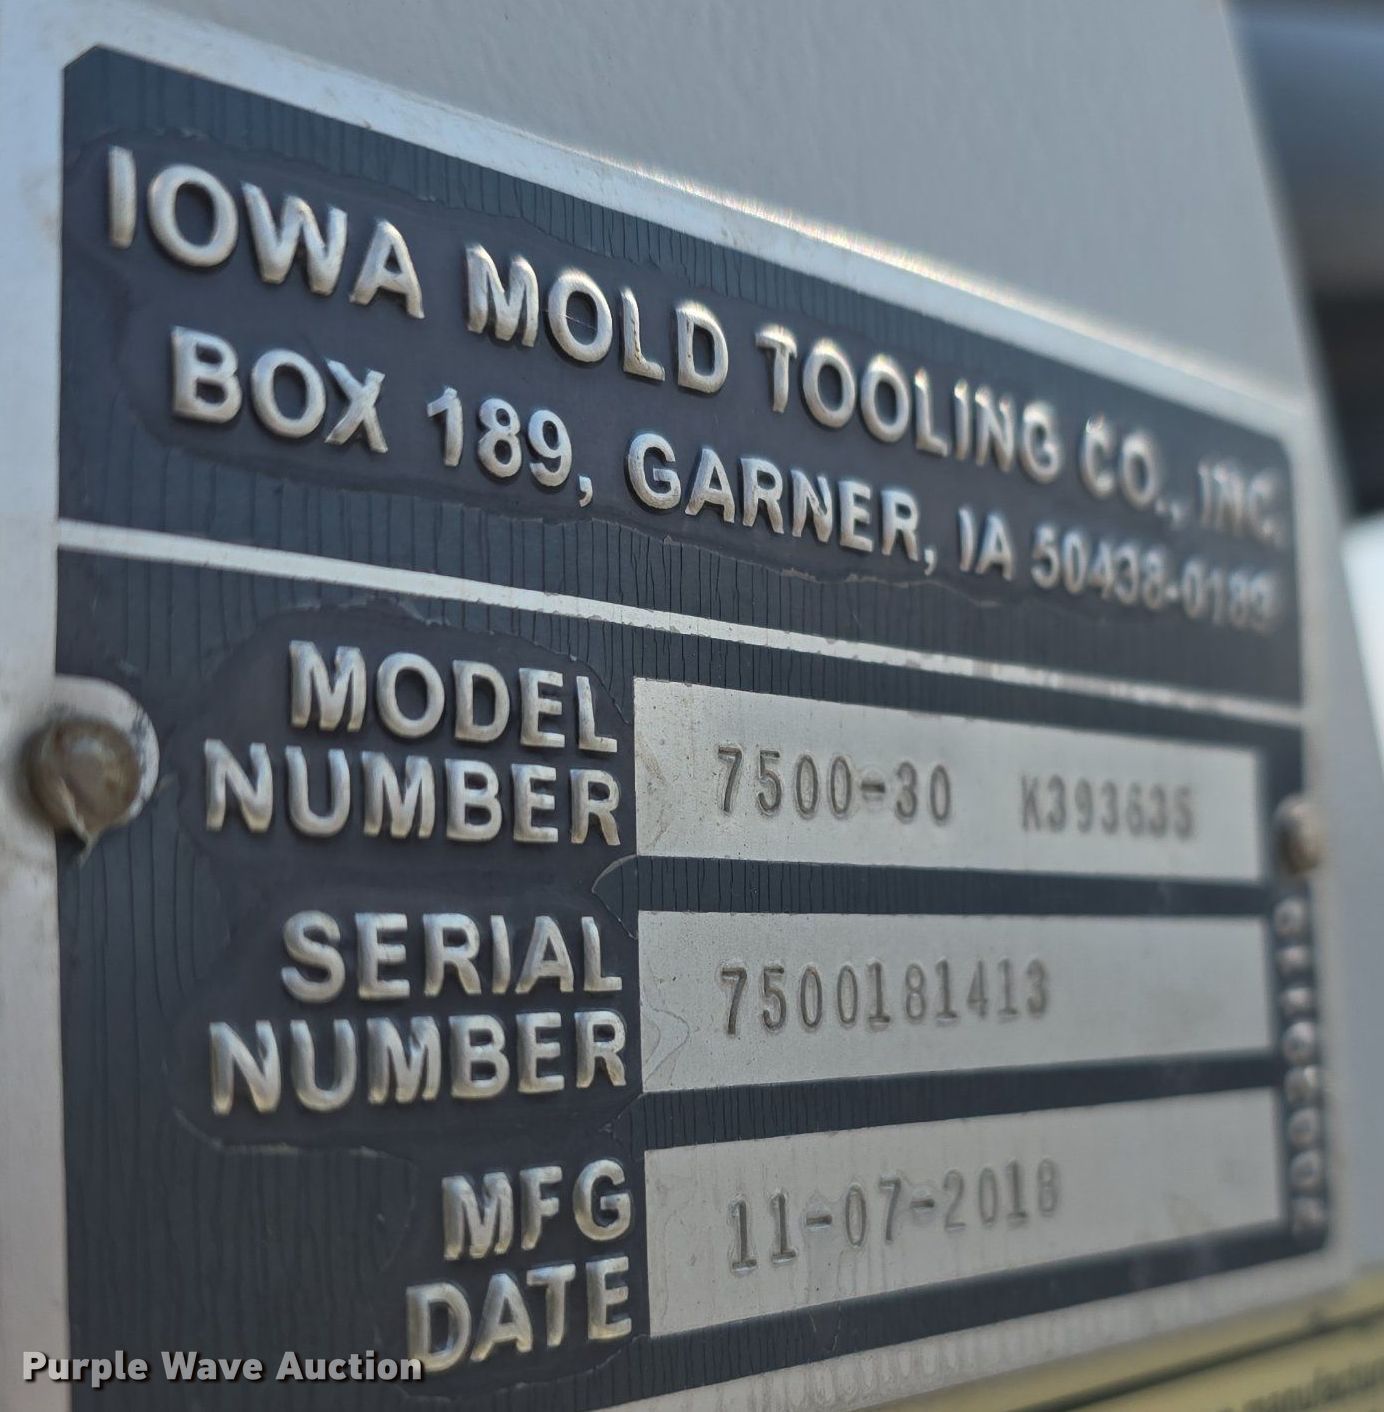 IOWA MOLD TOOLING CO., INC.
BOX 189, GARNER, IA 50438-0189
MODEL NUMBER 7500-30 K393635
SERIAL NUMBER 7500181413
MFG DATE 11-07-2018
Purple Wave Auction